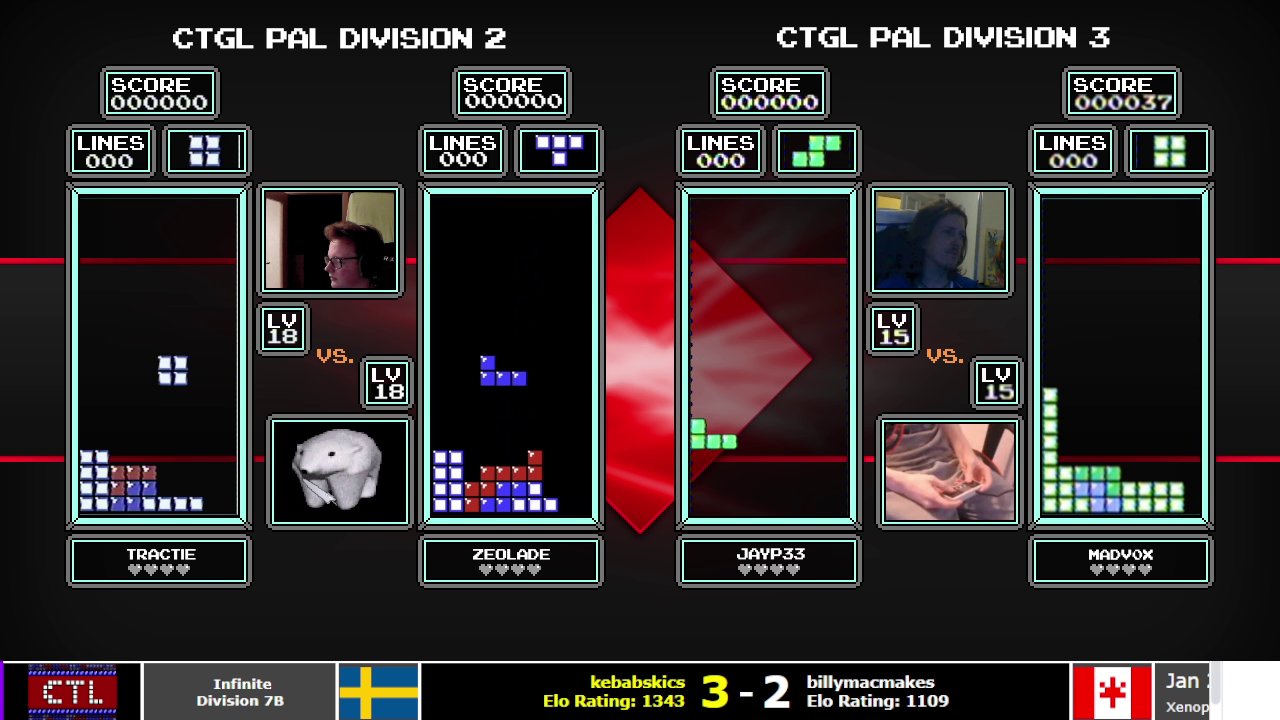 CTGL PAL DIVISION 2
CTGL PAL DIVISION 3
SCORE
000000
SCORE
000000
SCORE
000000
SCORE
000037
LINES
000
LINES
000
LINES
000
LINES
000
LV
18
VS.
LV
18
LV
15
VS.
LV
15
TRACTIE
ZEOLADE
JAYP33
MADVOX
CTL
Infinite
Division 7B
kebabskics
Elo Rating: 1343
3 - 2
billymacmakes
Elo Rating: 1109
Jan
Xenop